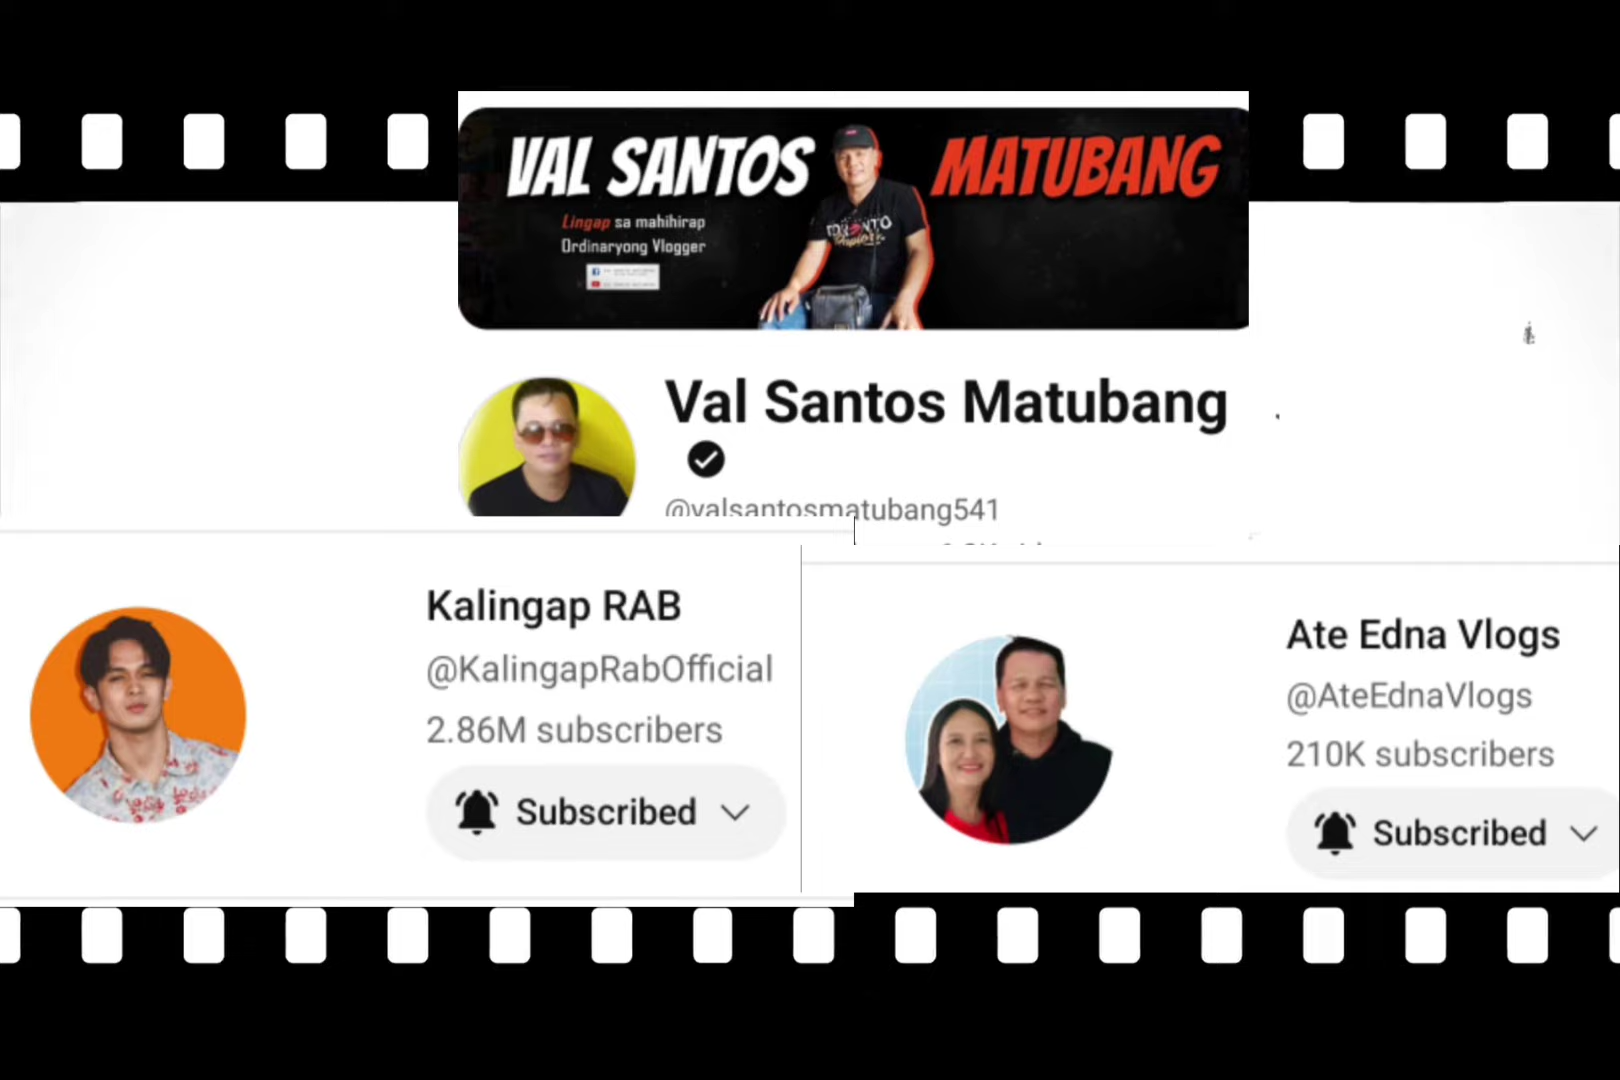 VAL SANTOS MATUBANG
Lingap sa mahihirap
Ordinaryong Vlogger
TORONTO
Val Santos Matubang
@valsantosmatubang541
Kalingap RAB
@KalingapRabOfficial
2.86M subscribers
Subscribed
Ate Edna Vlogs
@AteEdnaVlogs
210K subscribers
Subscribed